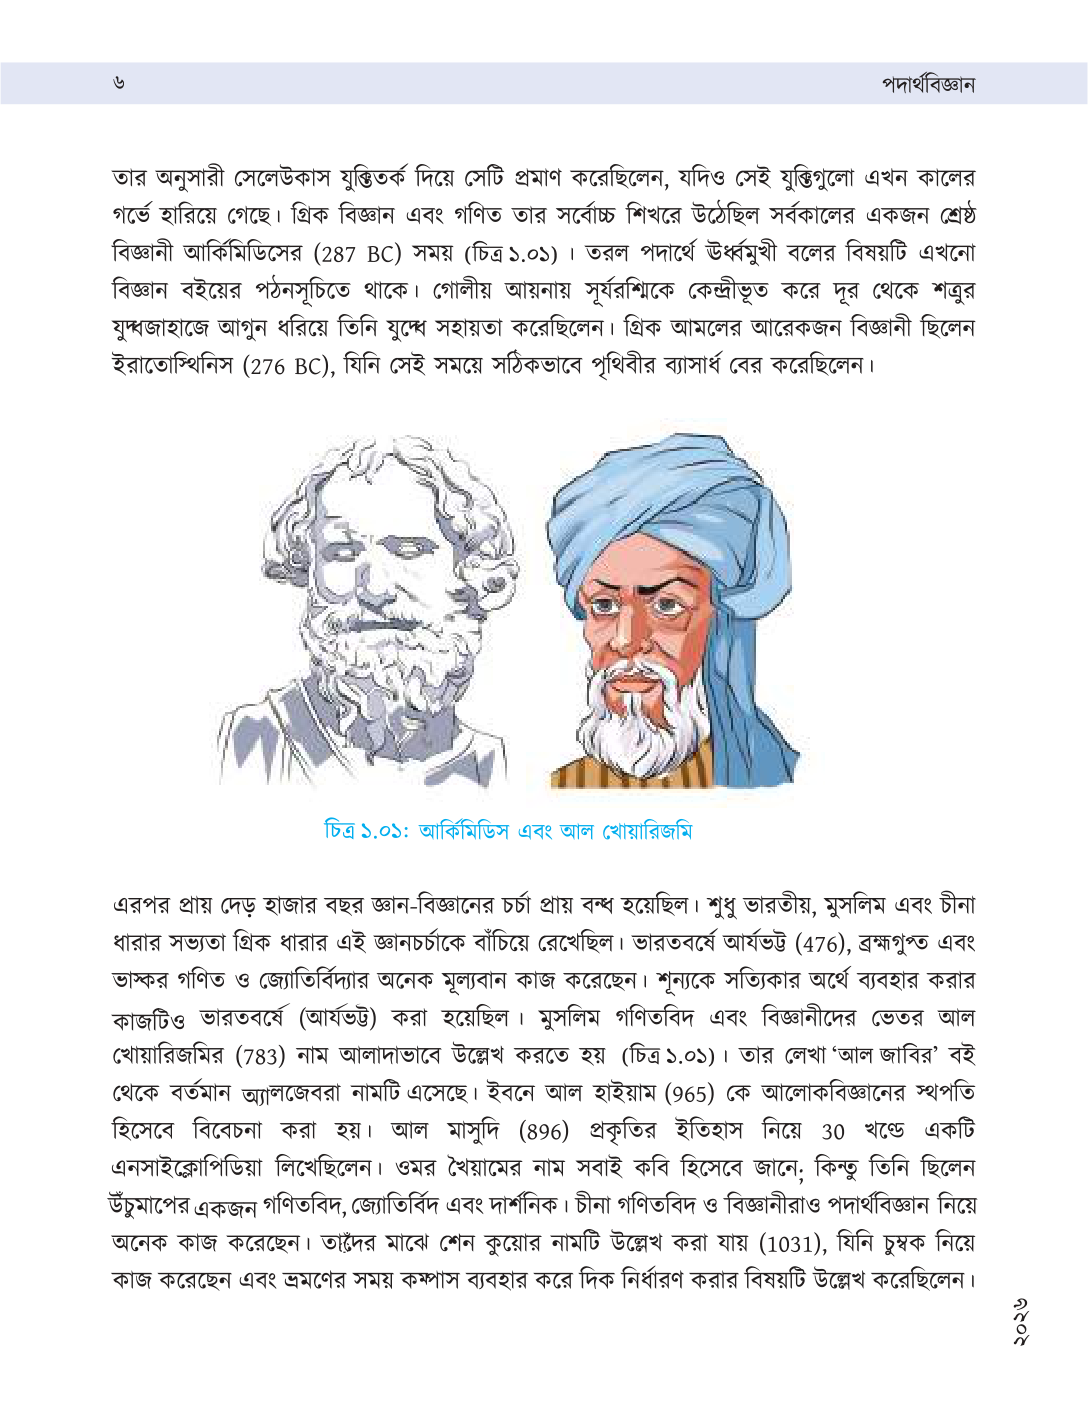 ৬
পদার্থবিজ্ঞান
তার অনুসারী সেলেউকাস যুক্তিতর্ক দিয়ে সেটি প্রমাণ করেছিলেন, যদিও সেই যুক্তিগুলো এখন কালের
গর্ভে হারিয়ে গেছে। গ্রিক বিজ্ঞান এবং গণিত তার সর্বোচ্চ শিখরে উঠেছিল সর্বকালের একজন শ্রেষ্ঠ
বিজ্ঞানী আর্কিমিডিসের (287 BC) সময় (চিত্র ১.০১) । তরল পদার্থে ঊর্ধ্বমুখী বলের বিষয়টি এখনো
বিজ্ঞান বইয়ের পঠনসূচিতে থাকে। গোলীয় আয়নায় সূর্যরশ্মিকে কেন্দ্রীভূত করে দূর থেকে শত্রুর
যুদ্ধজাহাজে আগুন ধরিয়ে তিনি যুদ্ধে সহায়তা করেছিলেন। গ্রিক আমলের আরেকজন বিজ্ঞানী ছিলেন
ইরাতোস্থিনিস (276 BC), যিনি সেই সময়ে সঠিকভাবে পৃথিবীর ব্যাসার্ধ বের করেছিলেন।
চিত্র ১.০১: আর্কিমিডিস এবং আল খোয়ারিজমি
এরপর প্রায় দেড় হাজার বছর জ্ঞান-বিজ্ঞানের চর্চা প্রায় বন্ধ হয়েছিল। শুধু ভারতীয়, মুসলিম এবং চীনা
ধারার সভ্যতা গ্রিক ধারার এই জ্ঞানচর্চাকে বাঁচিয়ে রেখেছিল। ভারতবর্ষে আর্যভট্ট (476), ব্রহ্মগুপ্ত এবং
ভাস্কর গণিত ও জ্যোতির্বিদ্যার অনেক মূল্যবান কাজ করেছেন। শূন্যকে সত্যিকার অর্থে ব্যবহার করার
কাজটিও ভারতবর্ষে (আর্যভট্ট) করা হয়েছিল । মুসলিম গণিতবিদ এবং বিজ্ঞানীদের ভেতর আল
খোয়ারিজমির (783) নাম আলাদাভাবে উল্লেখ করতে হয় (চিত্র ১.০১) । তার লেখা ‘আল জাবির’ বই
থেকে বর্তমান অ্যালজেবরা নামটি এসেছে। ইবনে আল হাইয়াম (965) কে আলোকবিজ্ঞানের স্থপতি
হিসেবে বিবেচনা করা হয়। আল মাসুদি (896) প্রকৃতির ইতিহাস নিয়ে 30 খণ্ডে একটি
এনসাইক্লোপিডিয়া লিখেছিলেন। ওমর খৈয়ামের নাম সবাই কবি হিসেবে জানে; কিন্তু তিনি ছিলেন
উঁচুমাপের একজন গণিতবিদ, জ্যোতির্বিদ এবং দার্শনিক। চীনা গণিতবিদ ও বিজ্ঞানীরাও পদার্থবিজ্ঞান নিয়ে
অনেক কাজ করেছেন। তাঁদের মাঝে শেন কুয়োর নামটি উল্লেখ করা যায় (1031), যিনি চুম্বক নিয়ে
কাজ করেছেন এবং ভ্রমণের সময় কম্পাস ব্যবহার করে দিক নির্ধারণ করার বিষয়টি উল্লেখ করেছিলেন।
২০২৬